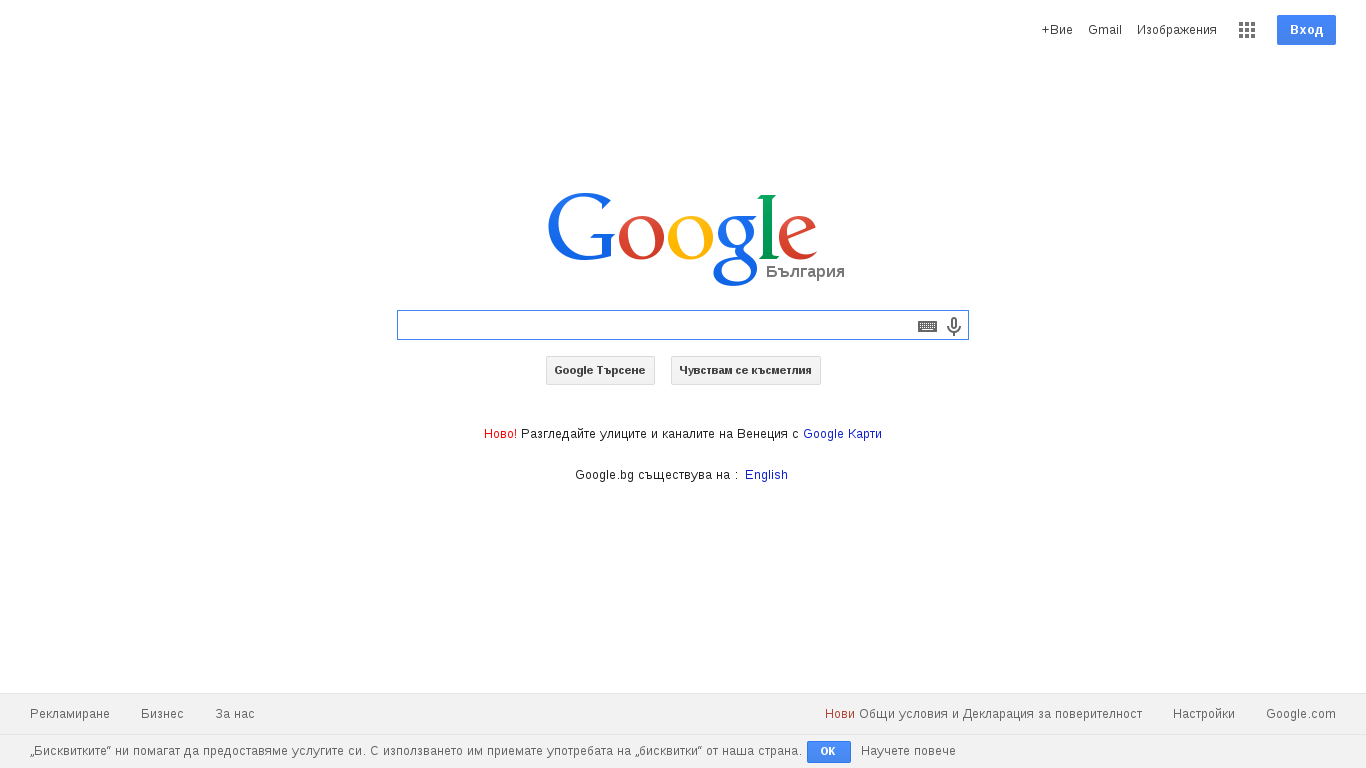 +Вие Gmail Изображения Вход
Google
България
Google Търсене Чувствам се късметлия
Ново! Разгледайте улиците и каналите на Венеция с Google Карти
Google.bg съществува на : English
Рекламиране Бизнес За нас Нови Общи условия и Декларация за поверителност Настройки Google.com
„Бисквитките“ ни помагат да предоставяме услугите си. С използването им приемате употребата на „бисквитки“ от наша страна. OK Научете повече